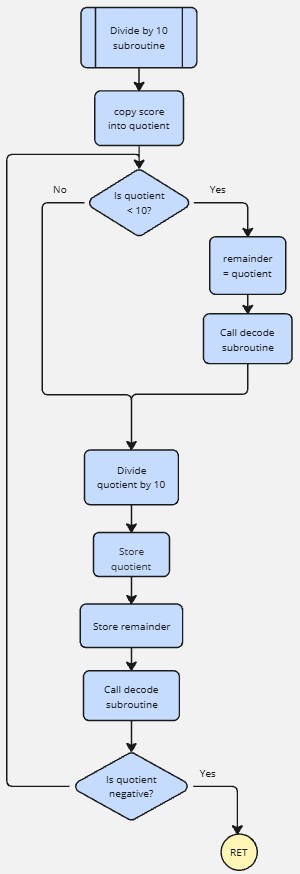 Divide by 10
subroutine
copy score
into quotient
Is quotient
< 10?
No
Yes
remainder
= quotient
Call decode
subroutine
Divide
quotient by 10
Store
quotient
Store remainder
Call decode
subroutine
Is quotient
negative?
Yes
RET